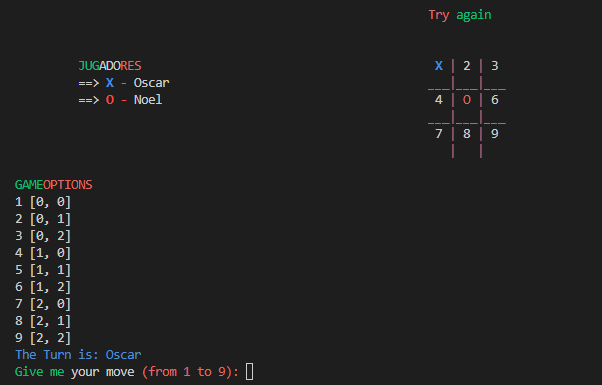 Try again
JUGADORES
==> X - Oscar
==> O - Noel
X | 2 | 3
___|___|___
4 | O | 6
___|___|___
7 | 8 | 9
|   |
GAMEOPTIONS
1 [0, 0]
2 [0, 1]
3 [0, 2]
4 [1, 0]
5 [1, 1]
6 [1, 2]
7 [2, 0]
8 [2, 1]
9 [2, 2]
The Turn is: Oscar
Give me your move (from 1 to 9):